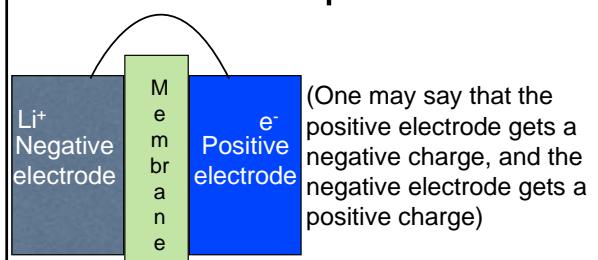 Li⁺
Negative
electrode
M
e
m
br
a
n
e
e⁻
Positive
electrode
(One may say that the
positive electrode gets a
negative charge, and the
negative electrode gets a
positive charge)